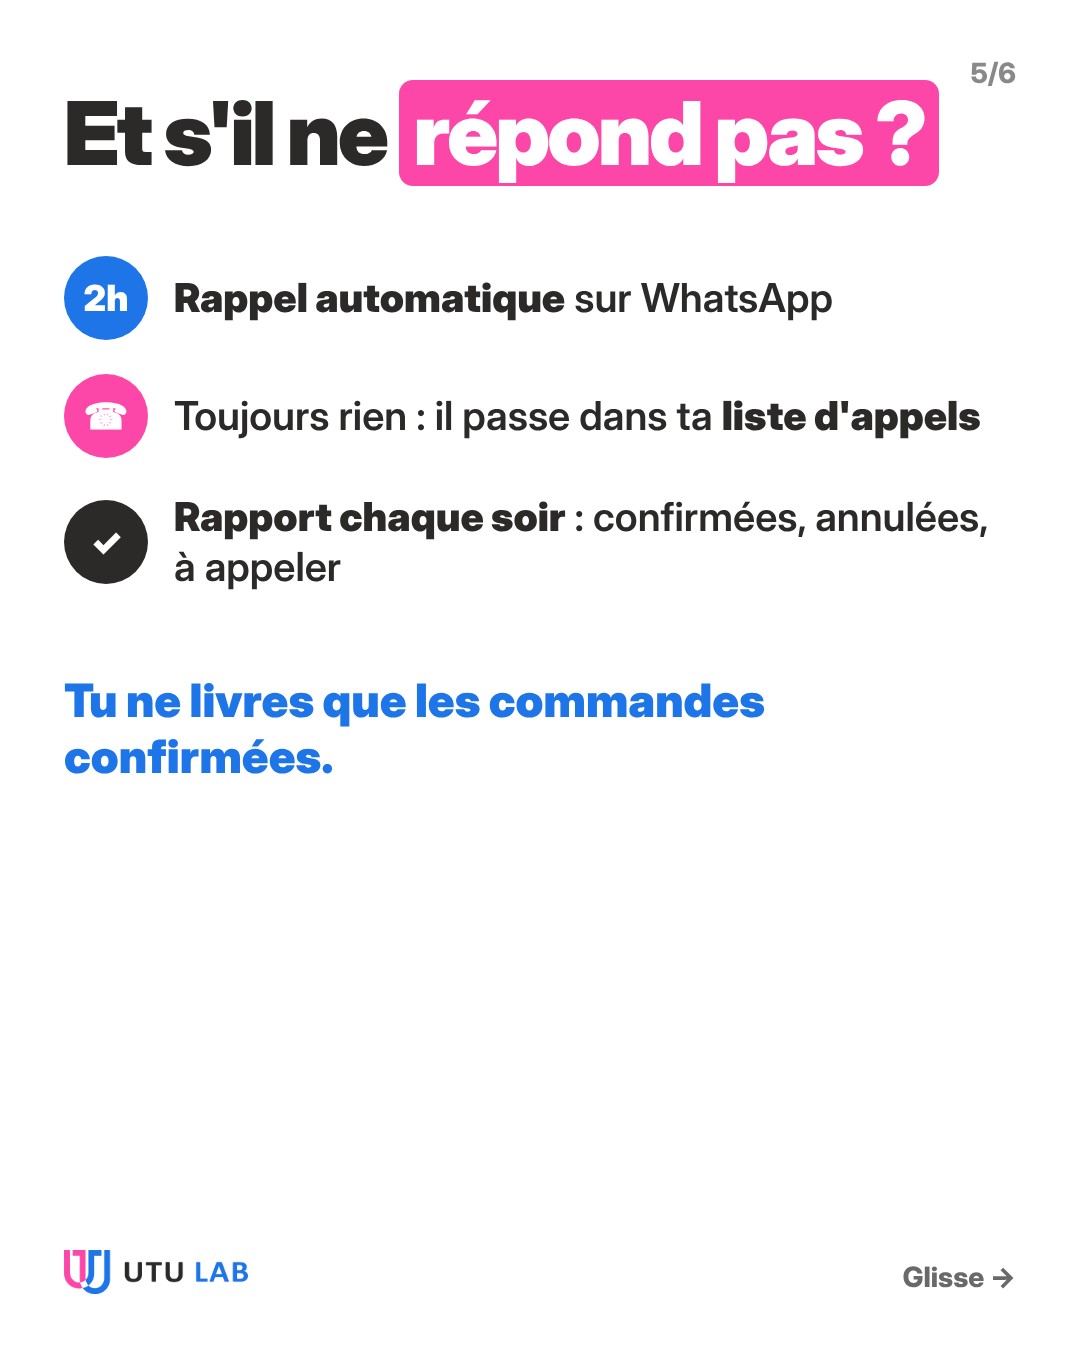 5/6
Et s'il ne répond pas ?
2h Rappel automatique sur WhatsApp
☎ Toujours rien : il passe dans ta liste d'appels
✓ Rapport chaque soir : confirmées, annulées,
à appeler
Tu ne livres que les commandes
confirmées.
UTU LAB
Glisse →